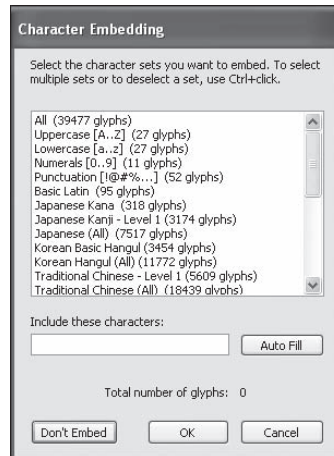 Character Embedding
Select the character sets you want to embed. To select
multiple sets or to deselect a set, use Ctrl+click.
All (39477 glyphs)
Uppercase [A..Z] (27 glyphs)
Lowercase [a..z] (27 glyphs)
Numerals [0..9] (11 glyphs)
Punctuation [!@#%...] (52 glyphs)
Basic Latin (95 glyphs)
Japanese Kana (318 glyphs)
Japanese Kanji - Level 1 (3174 glyphs)
Japanese (All) (7517 glyphs)
Korean Basic Hangul (3454 glyphs)
Korean Hangul (All) (11772 glyphs)
Traditional Chinese - Level 1 (5609 glyphs)
Traditional Chinese (All) (18439 glyphs)
Include these characters:
Auto Fill
Total number of glyphs: 0
Don't Embed OK Cancel